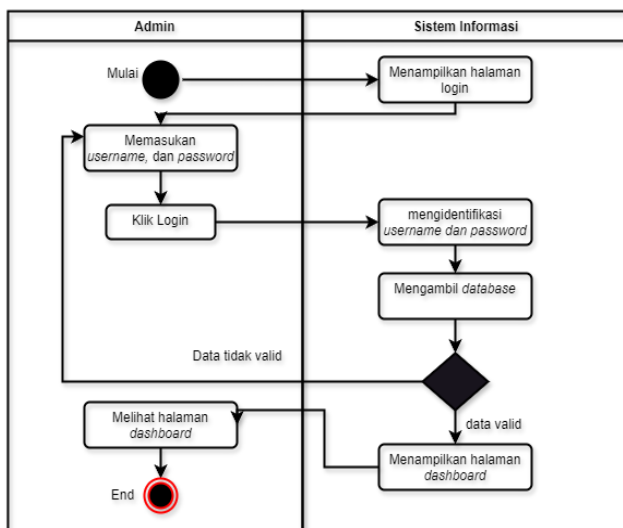 Admin
Sistem Informasi
Mulai
Menampilkan halaman
login
Memasukan
username, dan password
Klik Login
mengidentifikasi
username dan password
Mengambil database
Data tidak valid
data valid
Melihat halaman
dashboard
Menampilkan halaman
dashboard
End